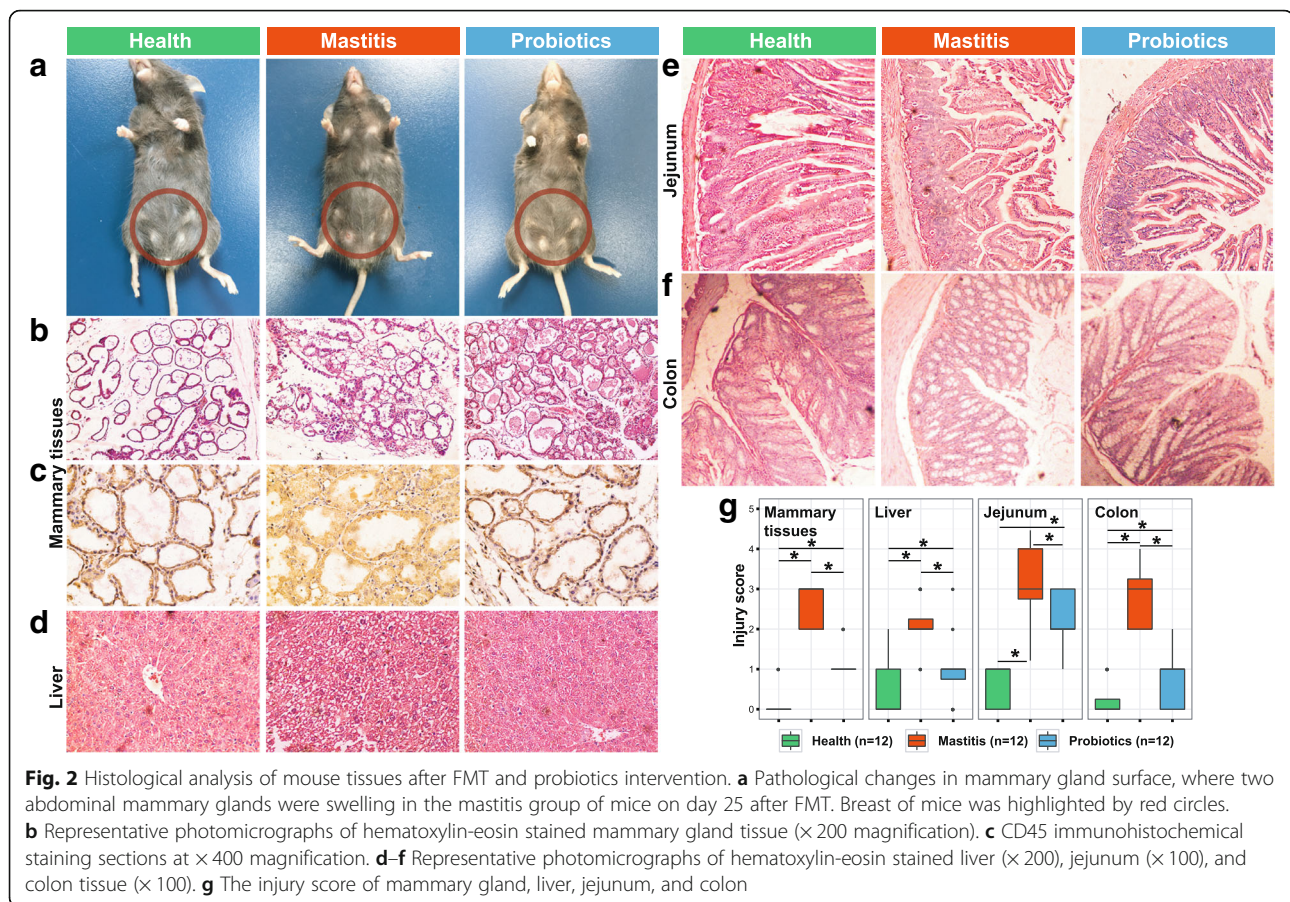 Health Mastitis Probiotics
a
b
Mammary tissues
c
d
Liver
Health Mastitis Probiotics
e
Jejunum
f
Colon
g
Injury score
5
4
3
2
1
0
Mammary
tissues
* * *
Liver
* * *
Jejunum
* * *
Colon
* * *
Health (n=12) Mastitis (n=12) Probiotics (n=12)
Fig. 2 Histological analysis of mouse tissues after FMT and probiotics intervention. a Pathological changes in mammary gland surface, where two
abdominal mammary glands were swelling in the mastitis group of mice on day 25 after FMT. Breast of mice was highlighted by red circles.
b Representative photomicrographs of hematoxylin-eosin stained mammary gland tissue (× 200 magnification). c CD45 immunohistochemical
staining sections at × 400 magnification. d–f Representative photomicrographs of hematoxylin-eosin stained liver (× 200), jejunum (× 100), and
colon tissue (× 100). g The injury score of mammary gland, liver, jejunum, and colon